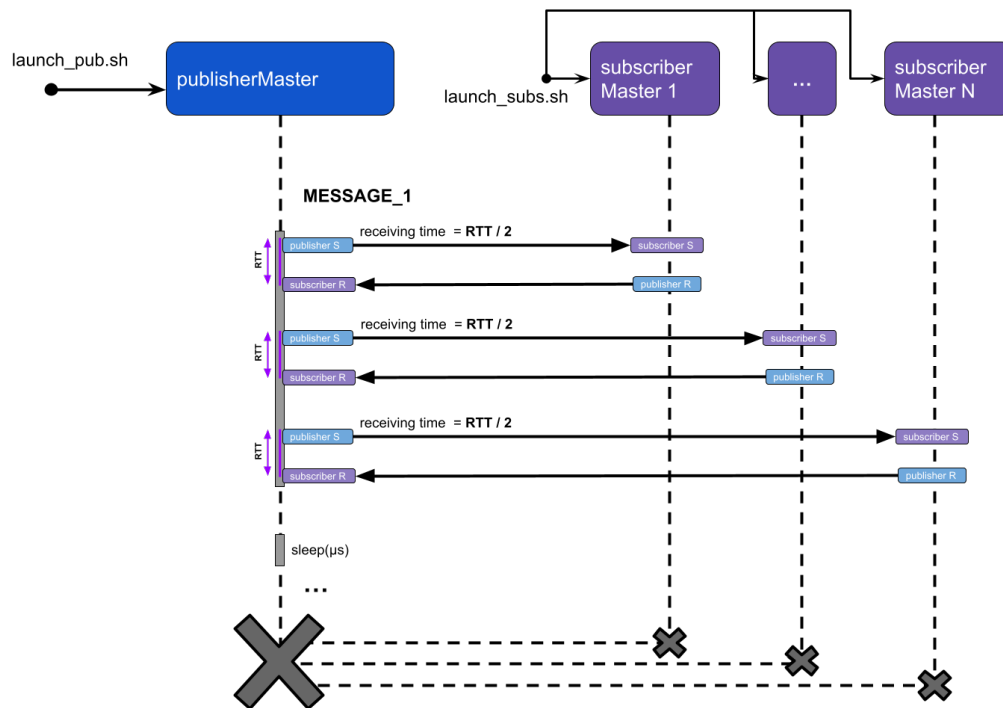 launch_pub.sh
publisherMaster
launch_subs.sh
subscriber
Master 1
...
subscriber
Master N
MESSAGE_1
receiving time = RTT / 2
RTT
publisher S
subscriber S
subscriber R
publisher R
receiving time = RTT / 2
RTT
publisher S
subscriber S
subscriber R
publisher R
receiving time = RTT / 2
RTT
publisher S
subscriber S
subscriber R
publisher R
sleep(µs)
...